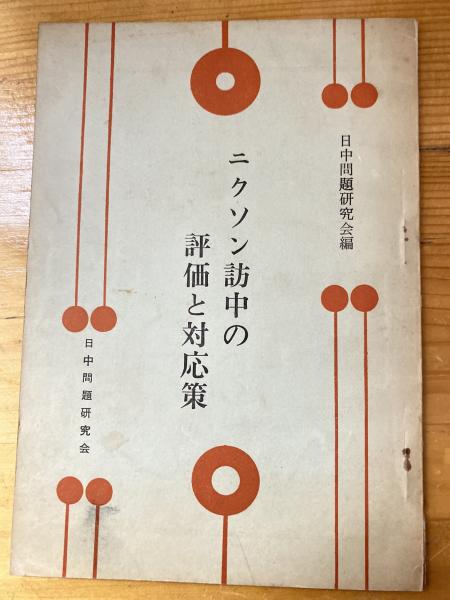 日中問題研究会編
ニクソン訪中の
評価と対応策
日中問題研究会